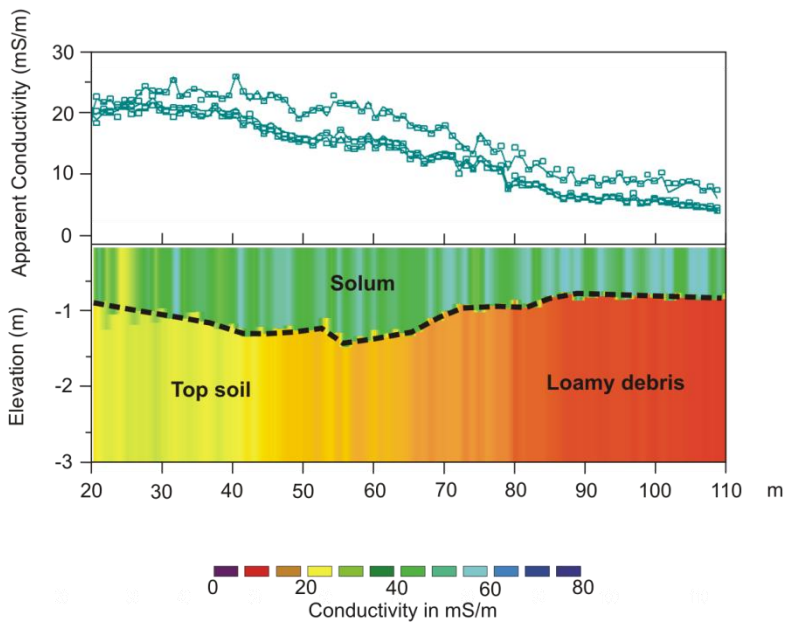 Apparent Conductivity (mS/m)
30
20
10
0
Elevation (m)
-1
-2
-3
Solum
Top soil
Loamy debris
20 30 40 50 60 70 80 90 100 110 m
0 20 40 60 80
Conductivity in mS/m